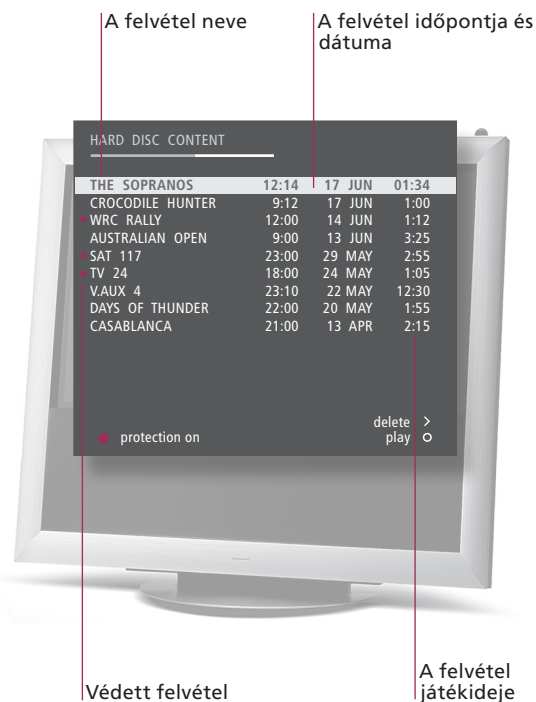 A felvétel neve
A felvétel időpontja és
dátuma
HARD DISC CONTENT
THE SOPRANOS 12:14 17 JUN 01:34
CROCODILE HUNTER 9:12 17 JUN 1:00
WRC RALLY 12:00 14 JUN 1:12
AUSTRALIAN OPEN 9:00 13 JUN 3:25
SAT 117 23:00 29 MAY 2:55
TV 24 18:00 24 MAY 1:05
V.AUX 4 23:10 22 MAY 12:30
DAYS OF THUNDER 22:00 20 MAY 1:55
CASABLANCA 21:00 13 APR 2:15
delete >
protection on play
Védett felvétel
A felvétel
játékideje